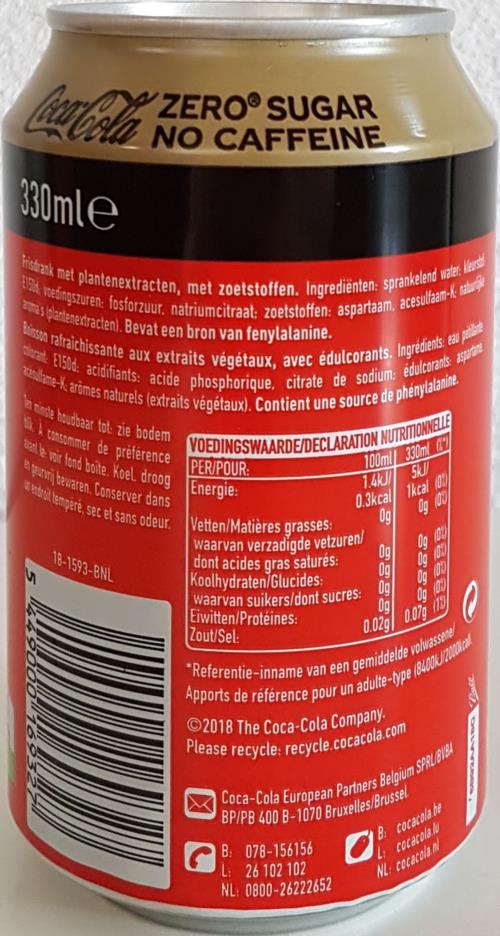 Coca-Cola ZERO® SUGAR
NO CAFFEINE
330ml e
Frisdrank met plantenextracten, met zoetstoffen. Ingrediënten: sprankelend water; kleurstof:
E150d; voedingszuren: fosforzuur, natriumcitraat; zoetstoffen: aspartaam, acesulfaam-K; natuurlijke
aroma's (plantenextracten). Bevat een bron van fenylalanine.
Boisson rafraîchissante aux extraits végétaux, avec édulcorants. Ingrédients: eau pétillante;
colorant: E150d; acidifiants: acide phosphorique, citrate de sodium; édulcorants: aspartame,
acésulfame-K; arômes naturels (extraits végétaux). Contient une source de phénylalanine.
Ten minste houdbaar tot: zie bodem
blik. À consommer de préférence
avant le: voir fond boîte. Koel, droog
en geurvrij bewaren. Conserver dans
un endroit tempéré, sec et sans odeur.
VOEDINGSWAARDE/DECLARATION NUTRITIONNELLE
PER/POUR: 100ml 330ml (%*)
Energie: 1.4kJ/ 5kJ/
0.3kcal 1kcal (0%)
Vetten/Matières grasses: 0g 0g (0%)
waarvan verzadigde vetzuren/
dont acides gras saturés: 0g 0g (0%)
Koolhydraten/Glucides: 0g 0g (0%)
waarvan suikers/dont sucres: 0g 0g (0%)
Eiwitten/Protéines: 0g 0g (0%)
Zout/Sel: 0.02g 0.07g (1%)
18-1593-BNL
5 449000 169327
*Referentie-inname van een gemiddelde volwassene/
Apports de référence pour un adulte-type (8400kJ/2000kcal).
©2018 The Coca-Cola Company.
Please recycle: recycle.cocacola.com
Coca-Cola European Partners Belgium SPRL/BVBA
BP/PB 400 B-1070 Bruxelles/Brussel.
B: 078-156156
L: 26 102 102
NL: 0800-26222652
B: cocacola.be
L: cocacola.lu
NL: cocacola.nl